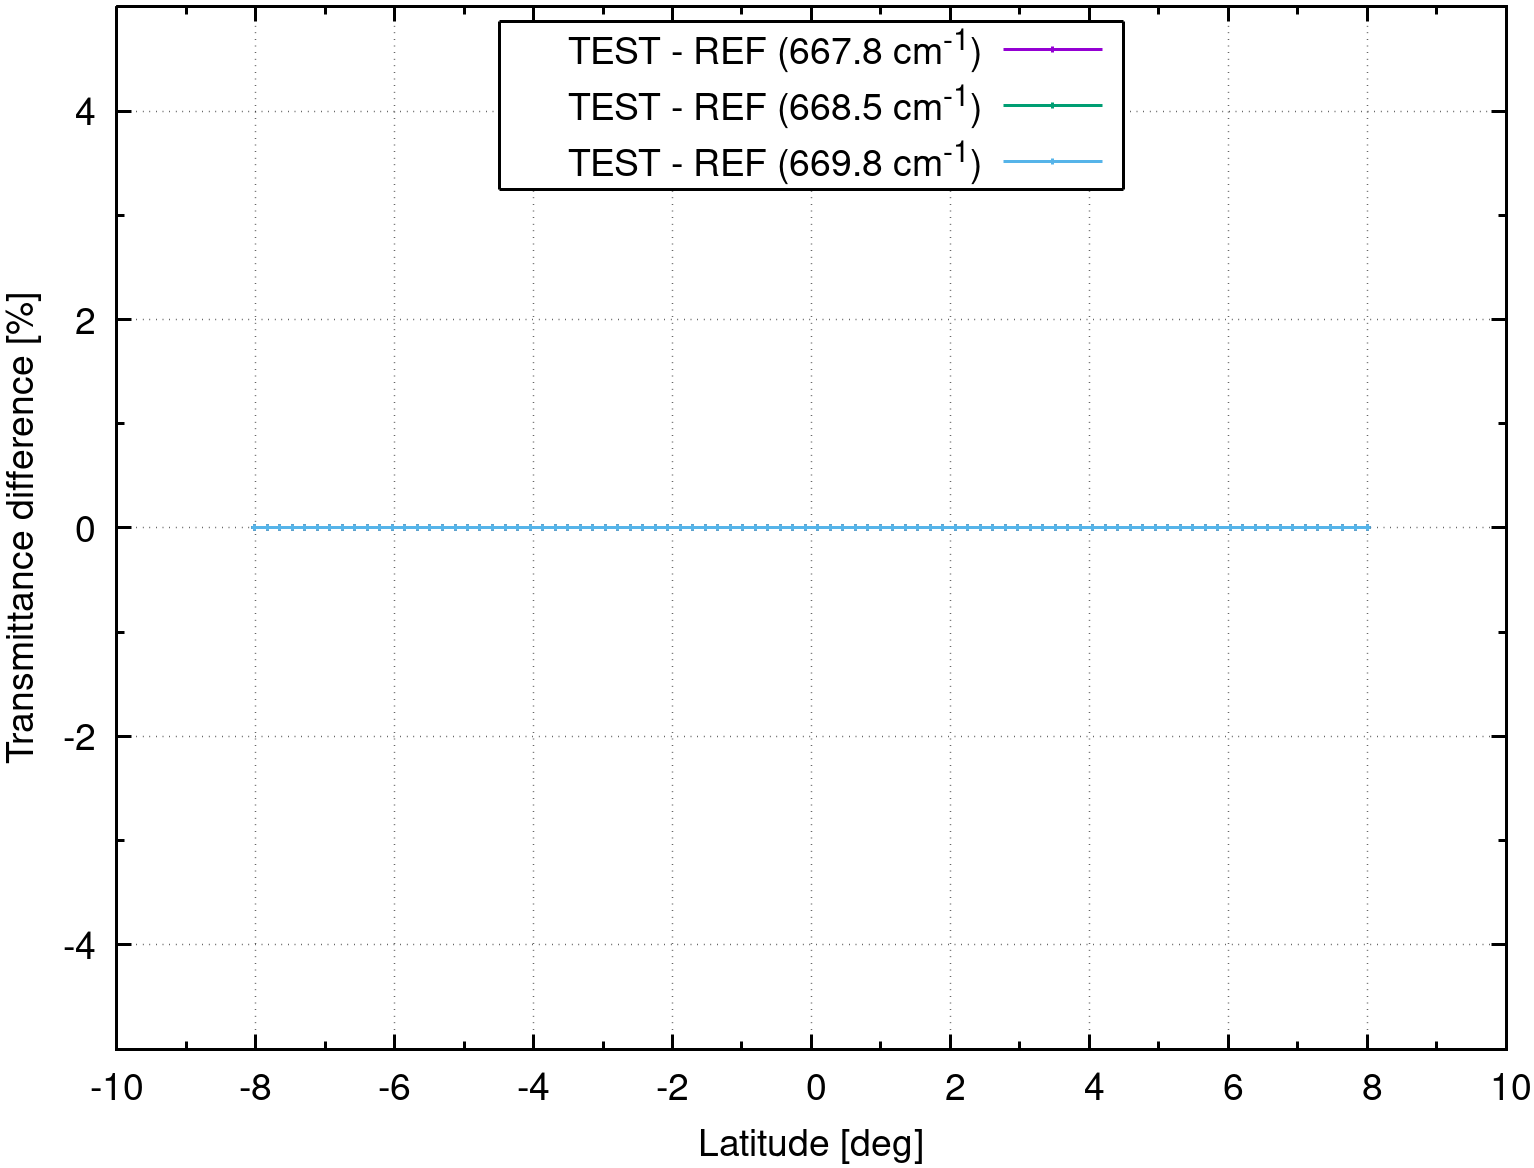 TEST - REF (667.8 cm-1)
TEST - REF (668.5 cm-1)
TEST - REF (669.8 cm-1)
Transmittance difference [%]
4
2
0
-2
-4
-10 -8 -6 -4 -2 0 2 4 6 8 10
Latitude [deg]